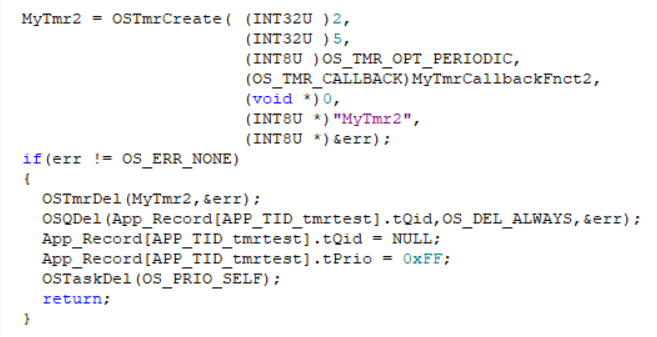 MyTmr2 = OSTmrCreate( (INT32U )2,
(INT32U )5,
(INT8U )OS_TMR_OPT_PERIODIC,
(OS_TMR_CALLBACK)MyTmrCallbackFnct2,
(void *)0,
(INT8U *)"MyTmr2",
(INT8U *)&err);
if(err != OS_ERR_NONE)
{
OSTmrDel(MyTmr2,&err);
OSQDel(App_Record[APP_TID_tmrtest].tQid,OS_DEL_ALWAYS,&err);
App_Record[APP_TID_tmrtest].tQid = NULL;
App_Record[APP_TID_tmrtest].tPrio = 0xFF;
OSTaskDel(OS_PRIO_SELF);
return;
}